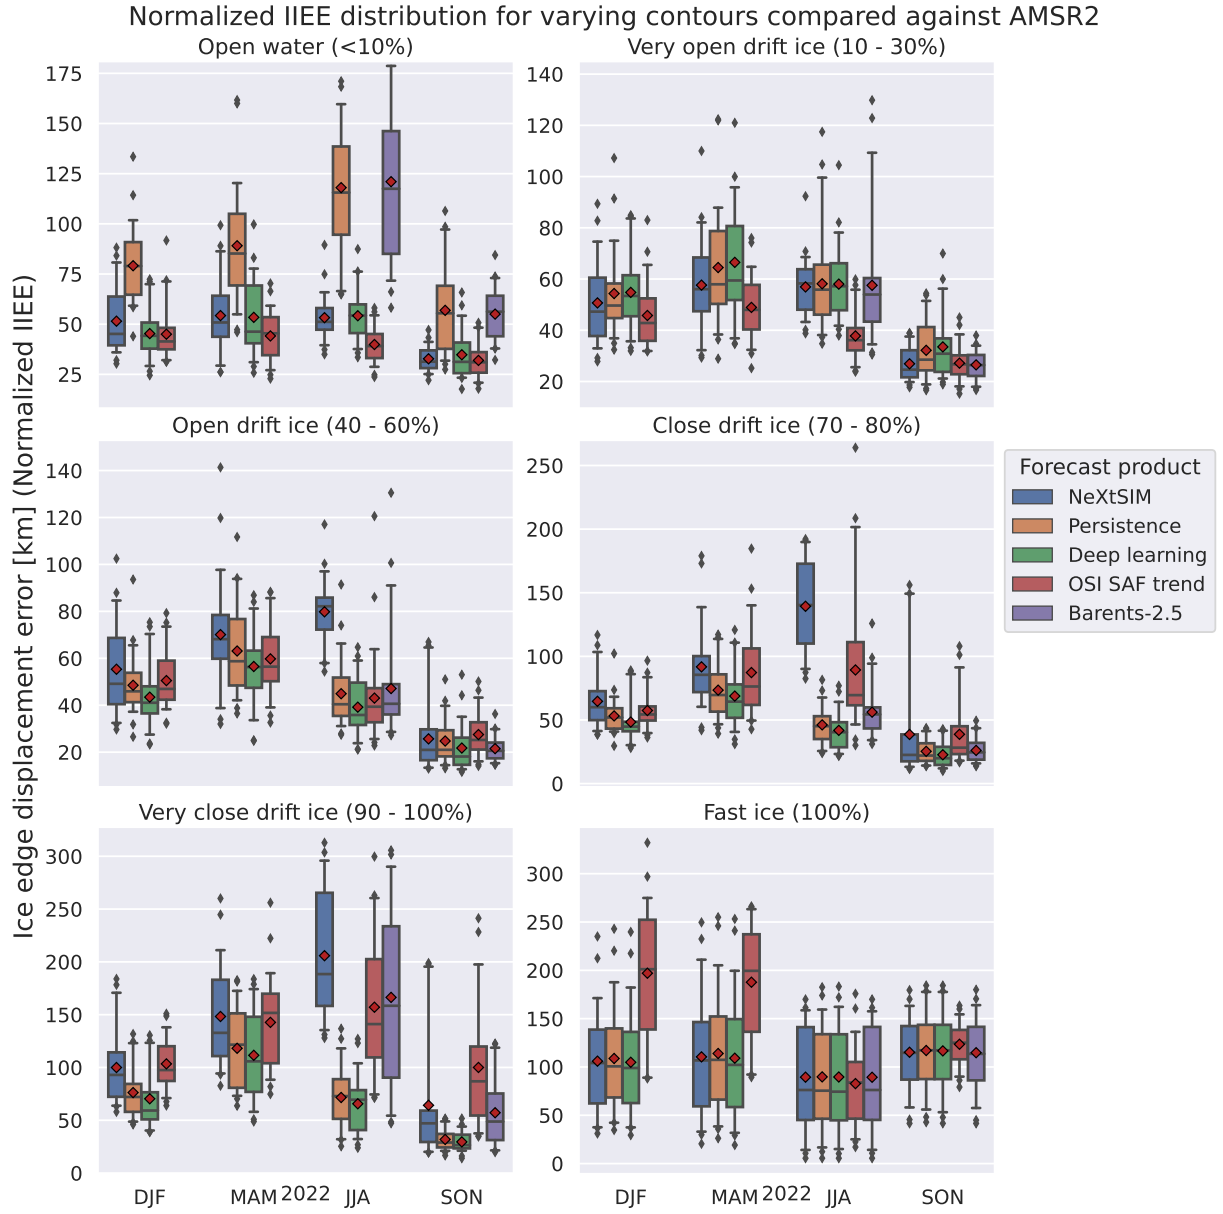 Normalized IIEE distribution for varying contours compared against AMSR2
Ice edge displacement error [km] (Normalized IIEE)
Open water (<10%)
175
150
125
100
75
50
25
Very open drift ice (10 - 30%)
140
120
100
80
60
40
20
Open drift ice (40 - 60%)
140
120
100
80
60
40
20
Close drift ice (70 - 80%)
250
200
150
100
50
0
Forecast product
NeXtSIM
Persistence
Deep learning
OSI SAF trend
Barents-2.5
Very close drift ice (90 - 100%)
300
250
200
150
100
50
0
DJF MAM 2022 JJA SON
Fast ice (100%)
300
250
200
150
100
50
0
DJF MAM 2022 JJA SON